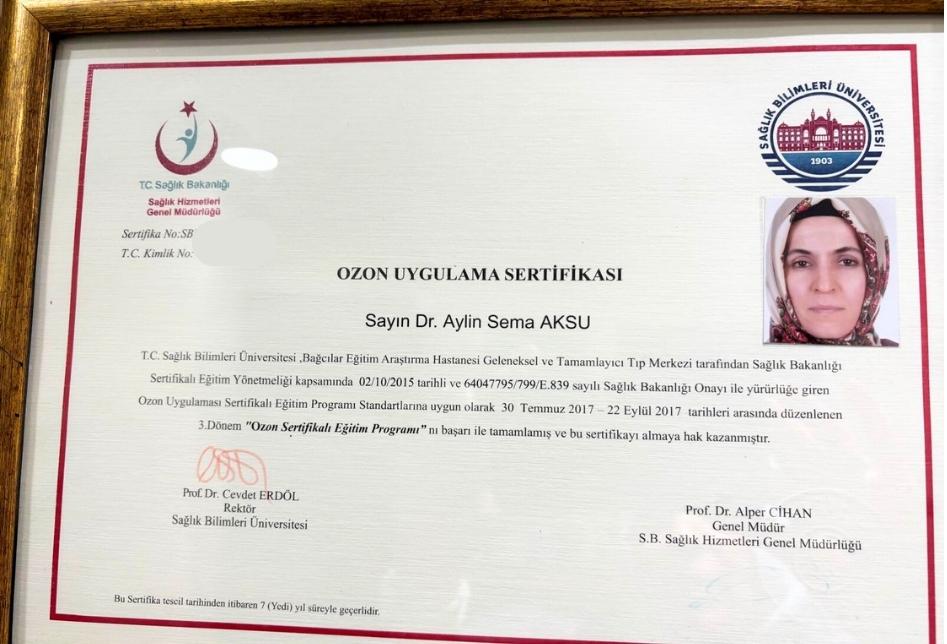 SAĞLIK BİLİMLERİ ÜNİVERSİTESİ
1903
T.C. Sağlık Bakanlığı
Sağlık Hizmetleri
Genel Müdürlüğü
Sertifika No:SB
T.C. Kimlik No:
OZON UYGULAMA SERTİFİKASI
Sayın Dr. Aylin Sema AKSU
T.C. Sağlık Bilimleri Üniversitesi ,Bağcılar Eğitim Araştırma Hastanesi Geleneksel ve Tamamlayıcı Tıp Merkezi tarafından Sağlık Bakanlığı
Sertifikalı Eğitim Yönetmeliği kapsamında 02/10/2015 tarihli ve 64047795/799/E.839 sayılı Sağlık Bakanlığı Onayı ile yürürlüğe giren
Ozon Uygulaması Sertifikalı Eğitim Programı Standartlarına uygun olarak 30 Temmuz 2017 – 22 Eylül 2017 tarihleri arasında düzenlenen
3.Dönem "Ozon Sertifikalı Eğitim Programı" nı başarı ile tamamlamış ve bu sertifikayı almaya hak kazanmıştır.
Prof. Dr. Cevdet ERDÖL
Rektör
Sağlık Bilimleri Üniversitesi
Prof. Dr. Alper CİHAN
Genel Müdür
S.B. Sağlık Hizmetleri Genel Müdürlüğü
Bu Sertifika tescil tarihinden itibaren 7 (Yedi) yıl süreyle geçerlidir.